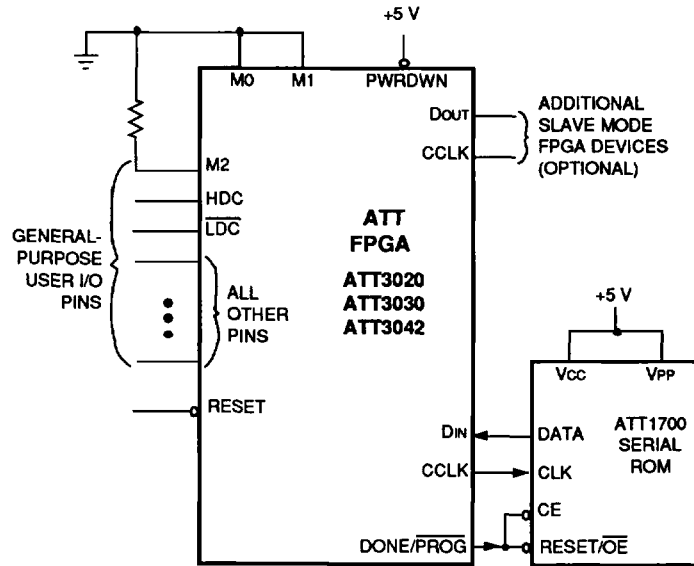 +5 V
M0
M1
PWRDWN
DOUT
CCLK
ADDITIONAL
SLAVE MODE
FPGA DEVICES
(OPTIONAL)
M2
HDC
LDC
GENERAL-
PURPOSE
USER I/O
PINS
ALL
OTHER
PINS
RESET
ATT
FPGA
ATT3020
ATT3030
ATT3042
+5 V
VCC
VPP
DIN
DATA
ATT1700
SERIAL
ROM
CCLK
CLK
CE
DONE/PROG
RESET/OE